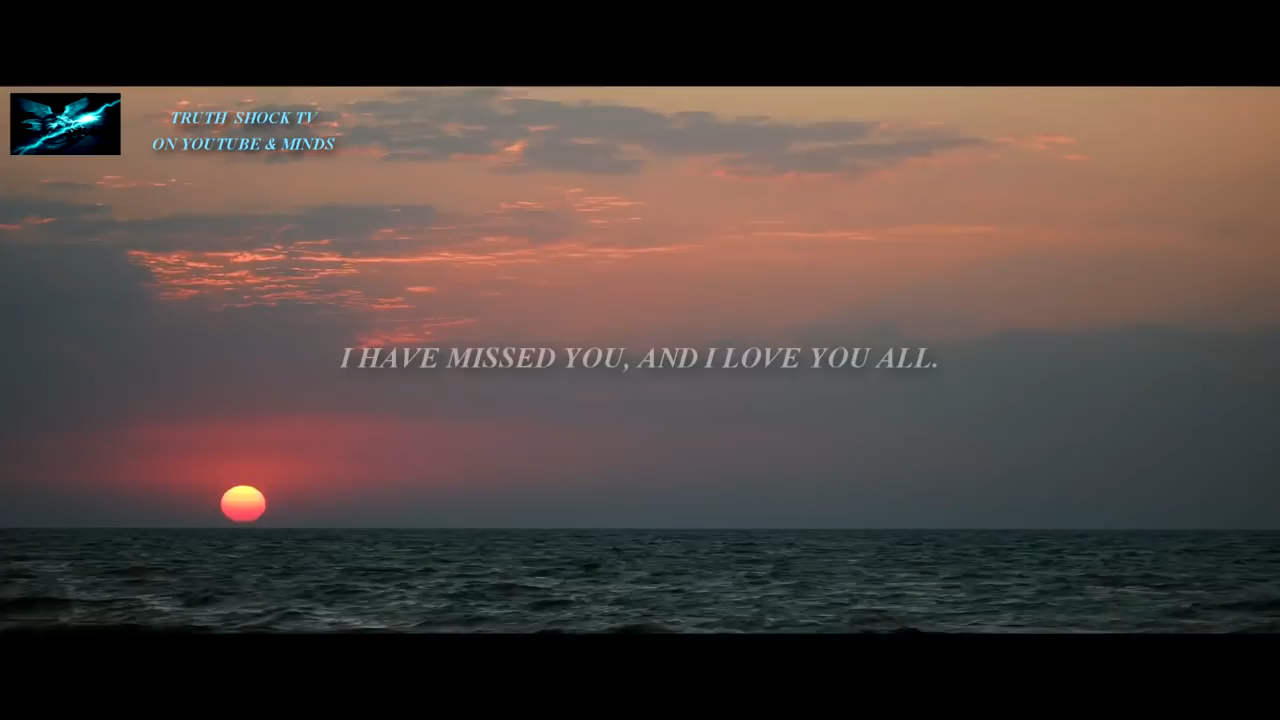 TRUTH SHOCK TV
ON YOUTUBE & MINDS
I HAVE MISSED YOU, AND I LOVE YOU ALL.